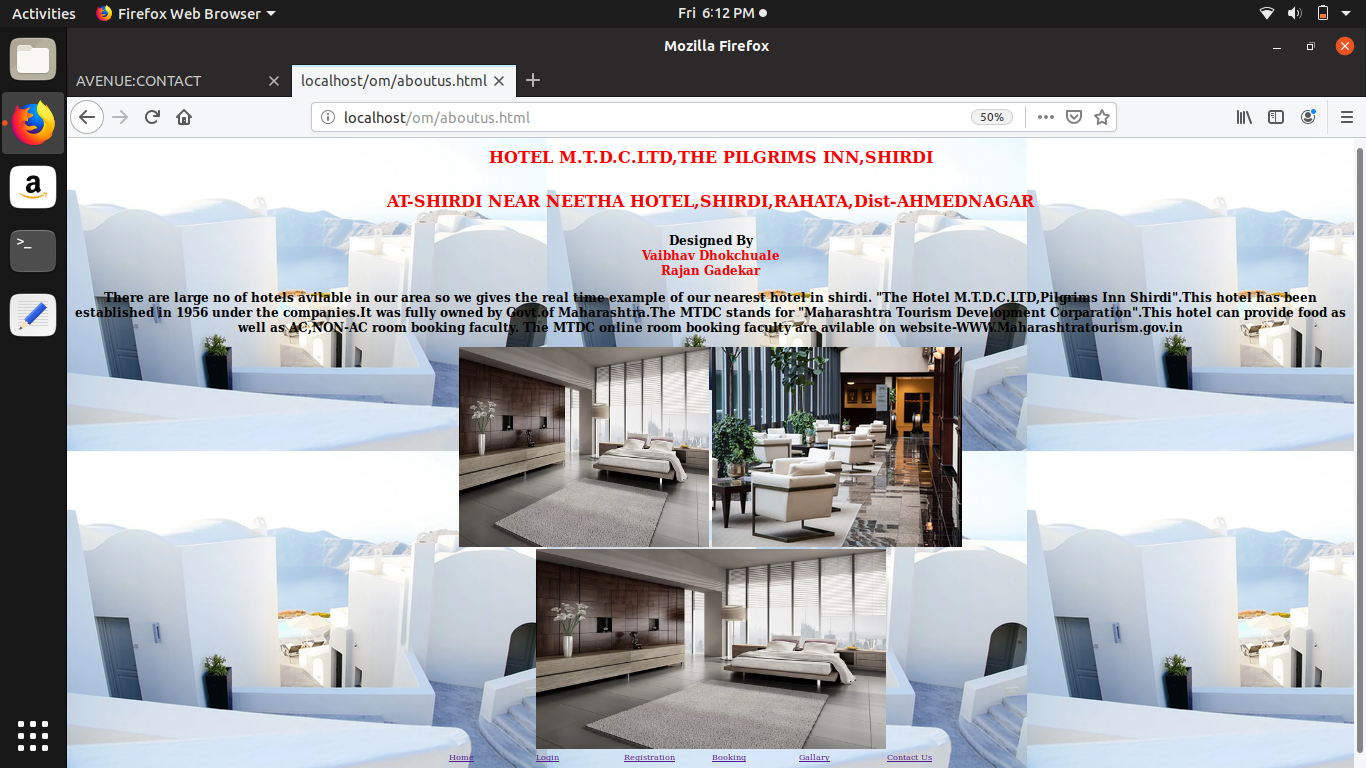 Activities Firefox Web Browser Fri 6:12 PM
Mozilla Firefox
AVENUE:CONTACT localhost/om/aboutus.html
localhost/om/aboutus.html 50%
HOTEL M.T.D.C.LTD,THE PILGRIMS INN,SHIRDI
AT-SHIRDI NEAR NEETHA HOTEL,SHIRDI,RAHATA,Dist-AHMEDNAGAR
Designed By
Vaibhav Dhokchuale
Rajan Gadekar
There are large no of hotels avilable in our area so we gives the real time example of our nearest hotel in shirdi. "The Hotel M.T.D.C.LTD,Pilgrims Inn Shirdi".This hotel has been
established in 1956 under the companies.It was fully owned by Govt.of Maharashtra.The MTDC stands for "Maharashtra Tourism Development Corparation".This hotel can provide food as
well as AC,NON-AC room booking faculty. The MTDC online room booking faculty are avilable on website-WWW.Maharashtratourism.gov.in
Home Login Registration Booking Gallary Contact Us